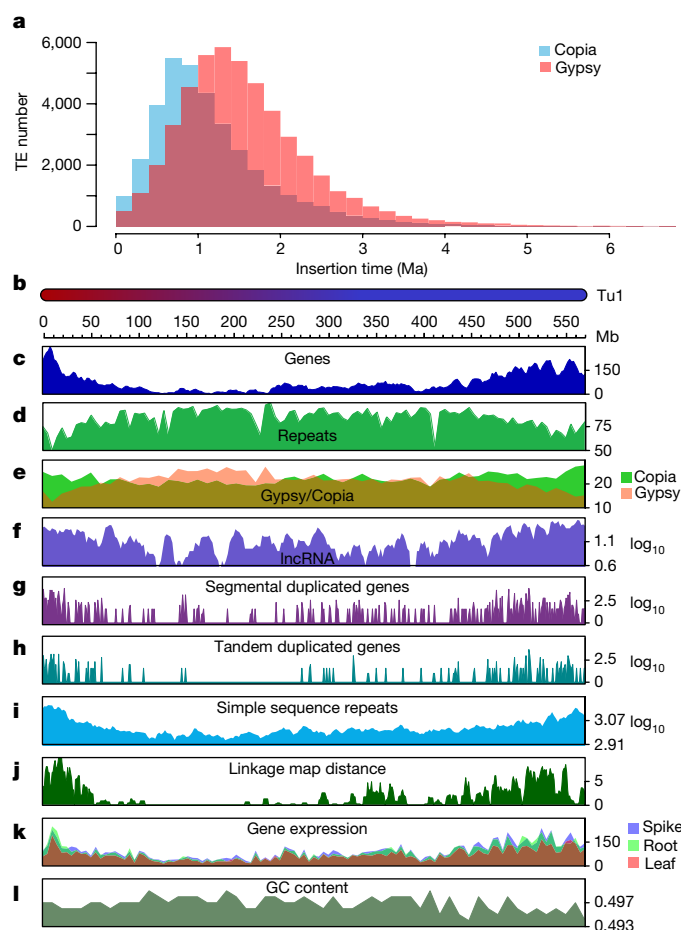 a
6,000
4,000
2,000
0
TE number
Copia
Gypsy
0 1 2 3 4 5 6
Insertion time (Ma)
b
Tu1
0 50 100 150 200 250 300 350 400 450 500 550
Mb
c
Genes
150
0
d
Repeats
75
50
e
Gypsy/Copia
20
10
Copia
Gypsy
f
lncRNA
1.1
0.6
log10
g
Segmental duplicated genes
2.5
0
log10
h
Tandem duplicated genes
2.5
0
log10
i
Simple sequence repeats
3.07
2.91
log10
j
Linkage map distance
5
0
k
Gene expression
150
0
Spike
Root
Leaf
l
GC content
0.497
0.493